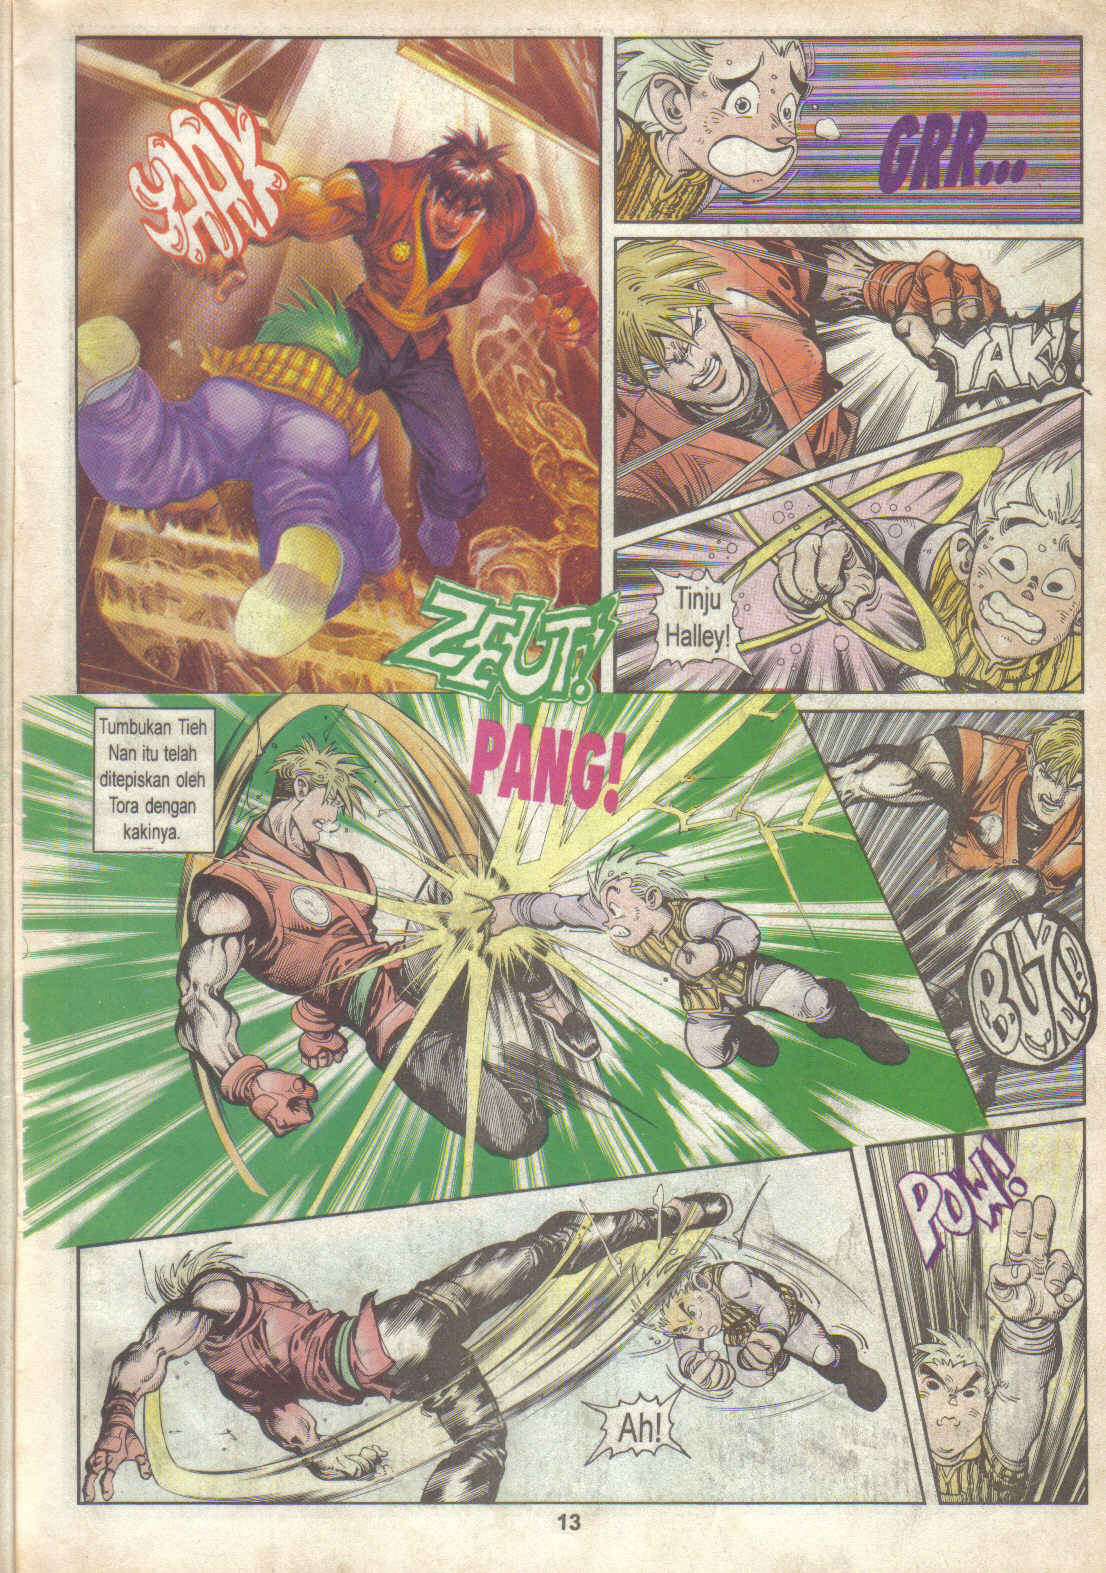 YAAK
GRR...
YAK!
Tinju
Halley!
ZEUT!
Tumbukan Tieh
Nan itu telah
ditepiskan oleh
Tora dengan
kakinya.
PANG!
BUK!
POW!
Ah!
13